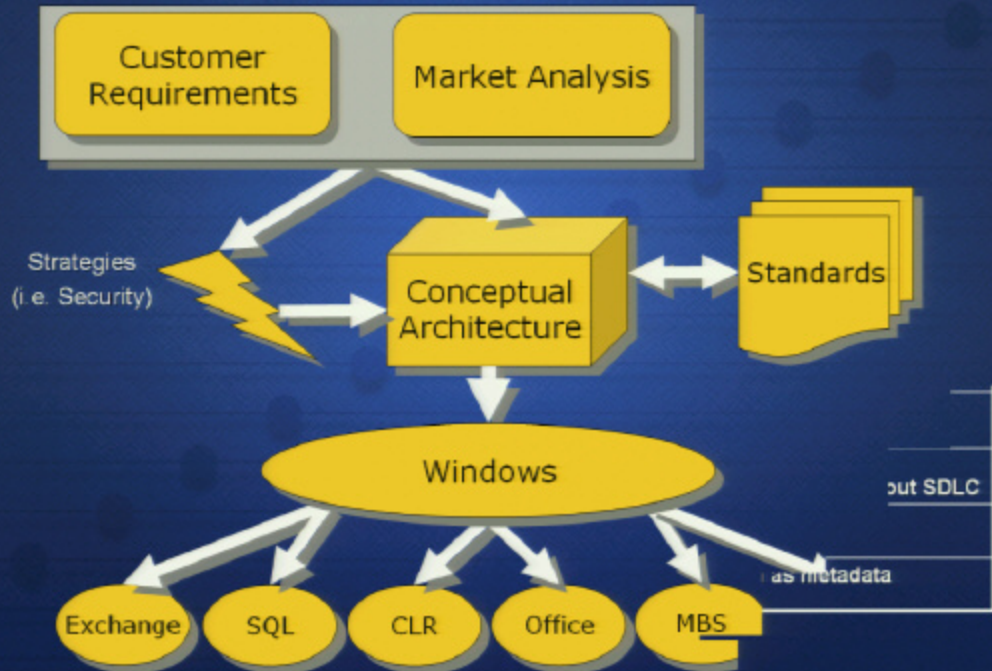 Customer
Requirements
Market Analysis
Strategies
(i.e. Security)
Conceptual
Architecture
Standards
Windows
out SDLC
as metadata
Exchange
SQL
CLR
Office
MBS